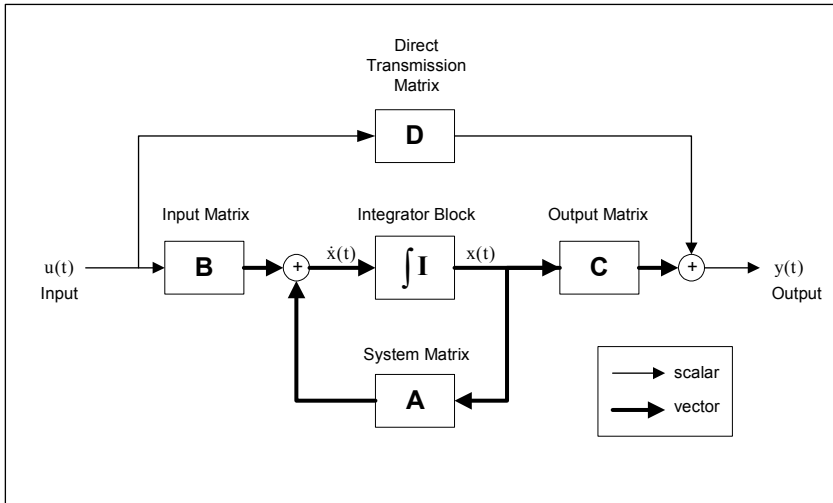 Direct
Transmission
Matrix
D
Input Matrix
Integrator Block
Output Matrix
u(t)
Input
B
+
ẋ(t)
∫I
x(t)
C
+
y(t)
Output
System Matrix
A
scalar
vector